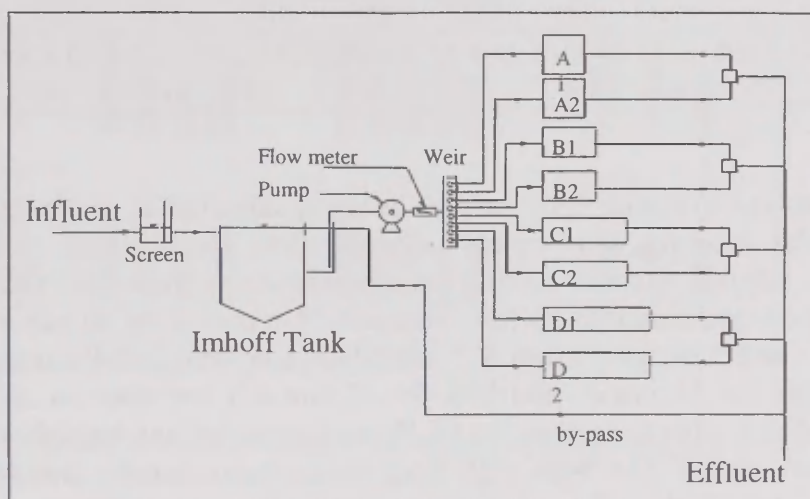 A
1
A2
Flow meter
Weir
B1
Pump
B2
Influent
C1
Screen
C2
Imhoff Tank
D1
D
2
by-pass
Effluent